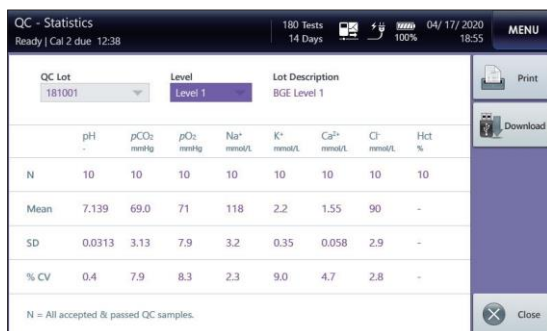 QC - Statistics
Ready | Cal 2 due 12:38
180 Tests
14 Days
100%
04/ 17/ 2020
18:55
MENU
QC Lot
Level
Lot Description
181001
Level 1
BGE Level 1
Print
Download
pH pCO₂ pO₂ Na⁺ K⁺ Ca²⁺ Cl⁻ Hct
- mmHg mmHg mmol/L mmol/L mmol/L mmol/L %
N 10 10 10 10 10 10 10 10
Mean 7.139 69.0 71 118 2.2 1.55 90 -
SD 0.0313 3.13 7.9 3.2 0.35 0.058 2.9 -
% CV 0.4 7.9 8.3 2.3 9.0 4.7 2.8 -
N = All accepted & passed QC samples.
Close